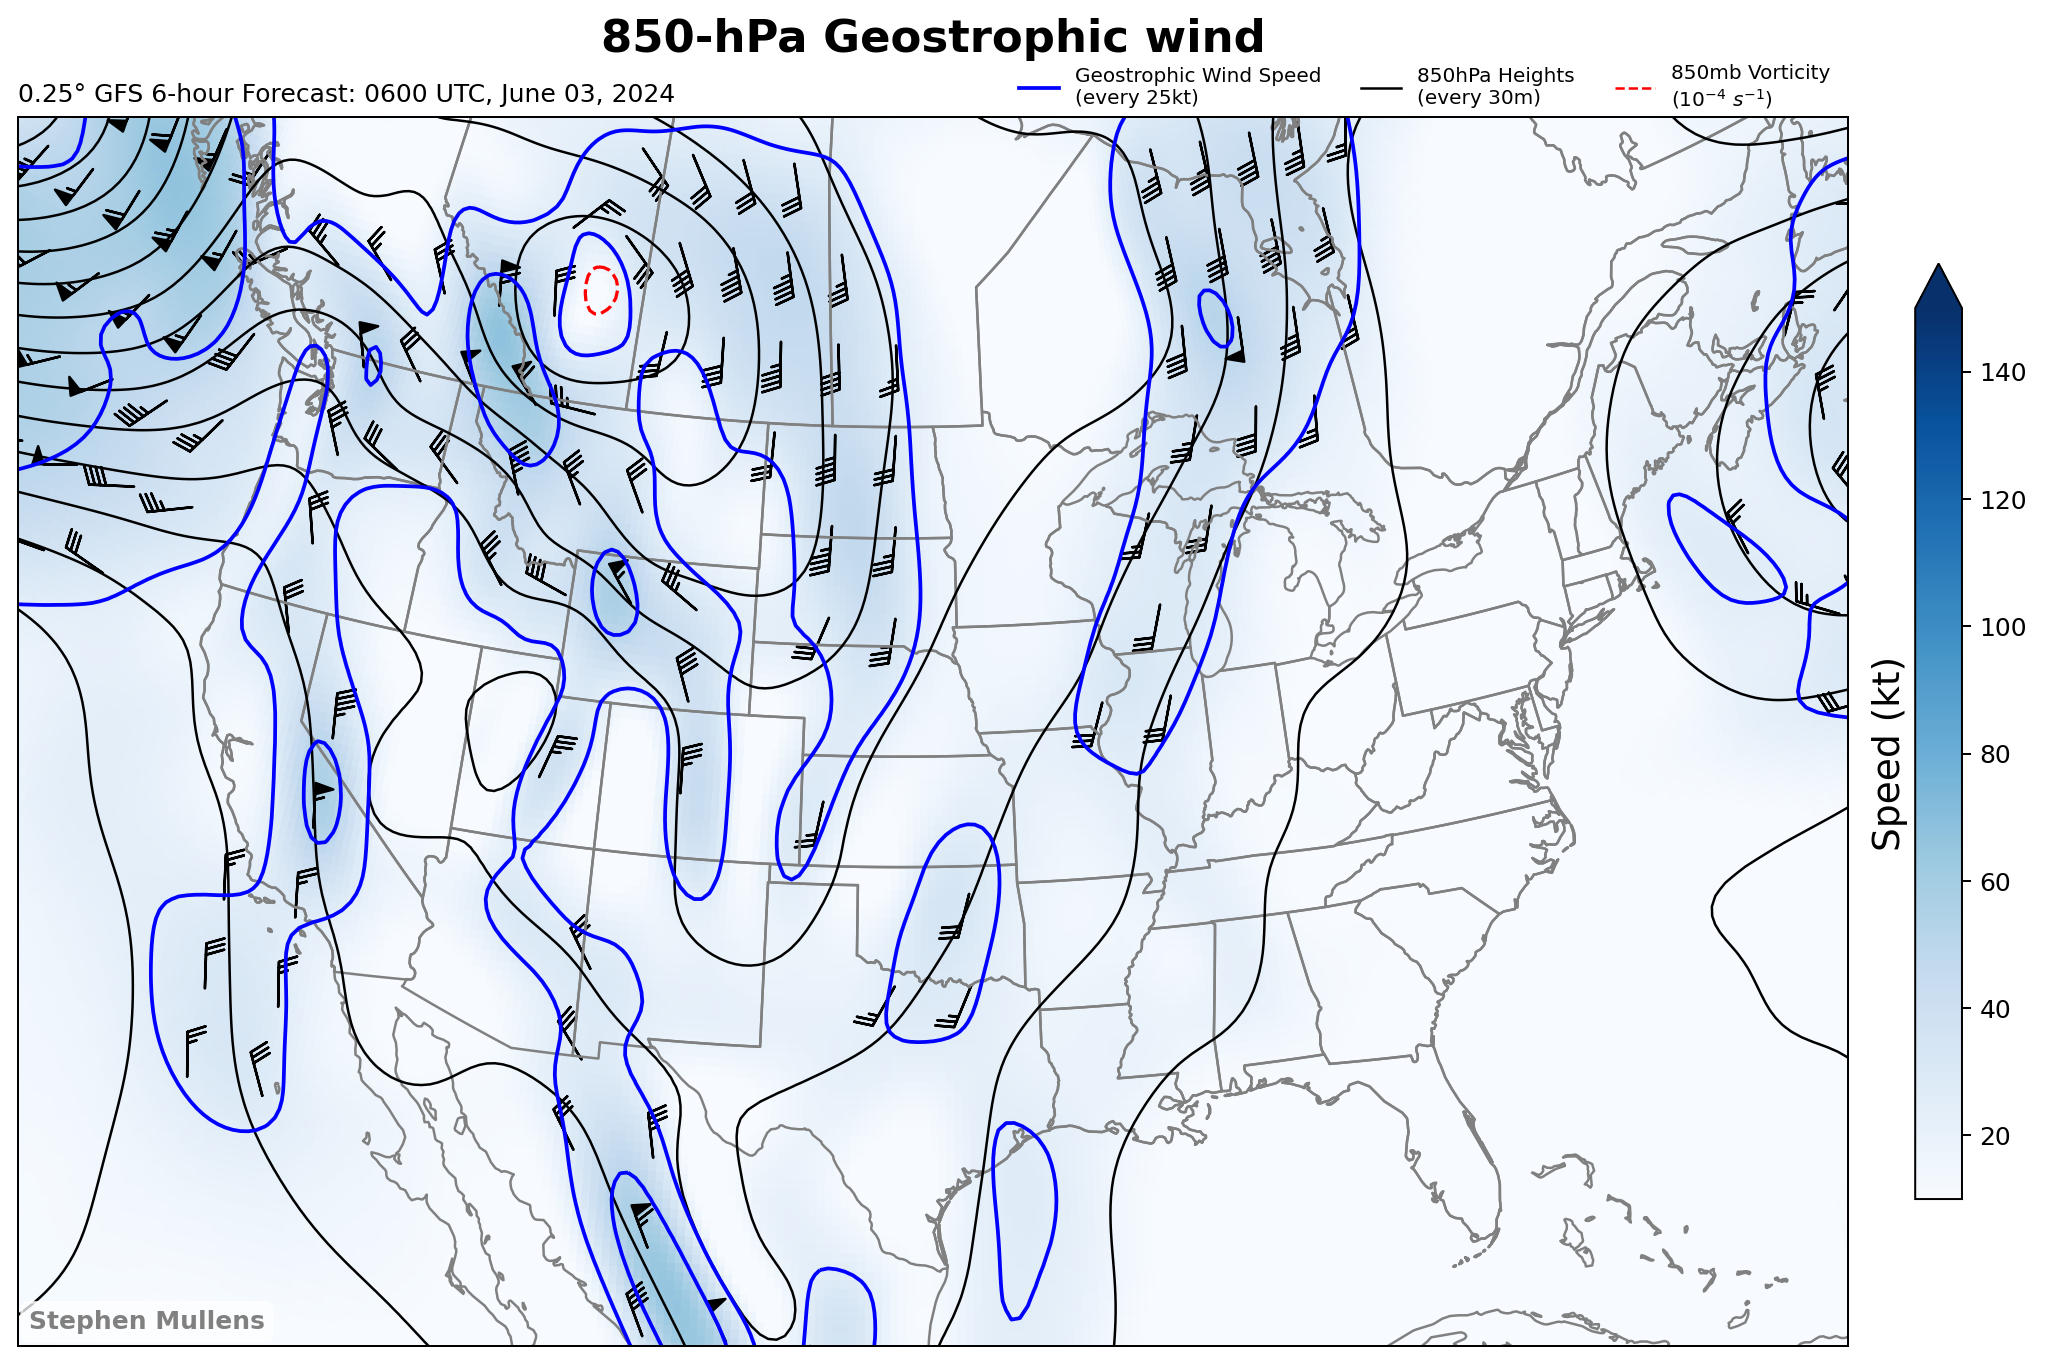 850-hPa Geostrophic wind
0.25° GFS 6-hour Forecast: 0600 UTC, June 03, 2024
Geostrophic Wind Speed
(every 25kt)
850hPa Heights
(every 30m)
850mb Vorticity
(10⁻⁴ s⁻¹)
140
120
100
80
60
40
20
Speed (kt)
Stephen Mullens